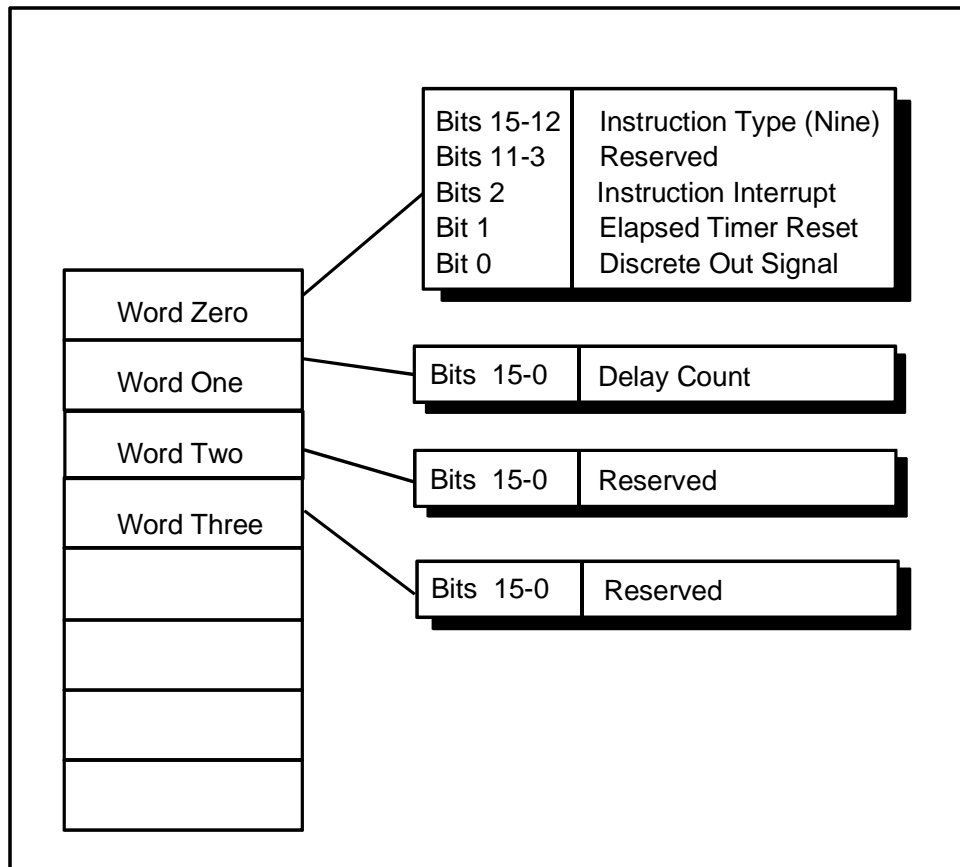 Bits 15-12 Instruction Type (Nine)
Bits 11-3 Reserved
Bits 2 Instruction Interrupt
Bit 1 Elapsed Timer Reset
Bit 0 Discrete Out Signal
Word Zero
Word One
Bits 15-0 Delay Count
Word Two
Bits 15-0 Reserved
Word Three
Bits 15-0 Reserved